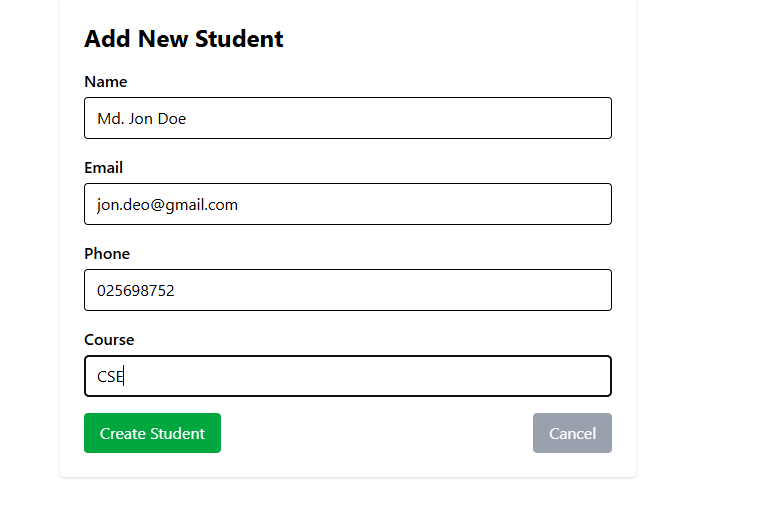 Add New Student
Name
Md. Jon Doe
Email
jon.deo@gmail.com
Phone
025698752
Course
CSE
Create Student
Cancel